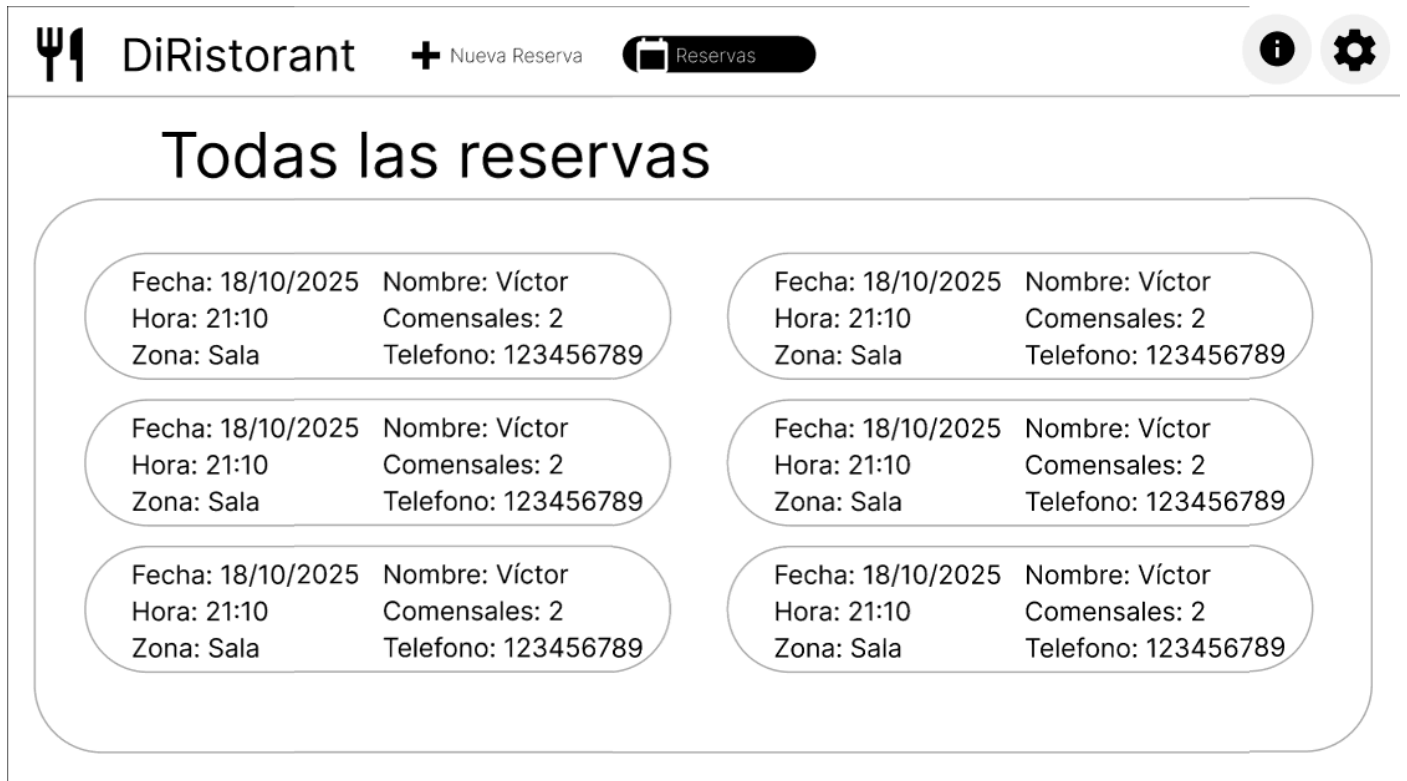 DiRistorant
Nueva Reserva
Reservas
Todas las reservas
Fecha: 18/10/2025 Nombre: Víctor
Hora: 21:10 Comensales: 2
Zona: Sala Telefono: 123456789
Fecha: 18/10/2025 Nombre: Víctor
Hora: 21:10 Comensales: 2
Zona: Sala Telefono: 123456789
Fecha: 18/10/2025 Nombre: Víctor
Hora: 21:10 Comensales: 2
Zona: Sala Telefono: 123456789
Fecha: 18/10/2025 Nombre: Víctor
Hora: 21:10 Comensales: 2
Zona: Sala Telefono: 123456789
Fecha: 18/10/2025 Nombre: Víctor
Hora: 21:10 Comensales: 2
Zona: Sala Telefono: 123456789
Fecha: 18/10/2025 Nombre: Víctor
Hora: 21:10 Comensales: 2
Zona: Sala Telefono: 123456789